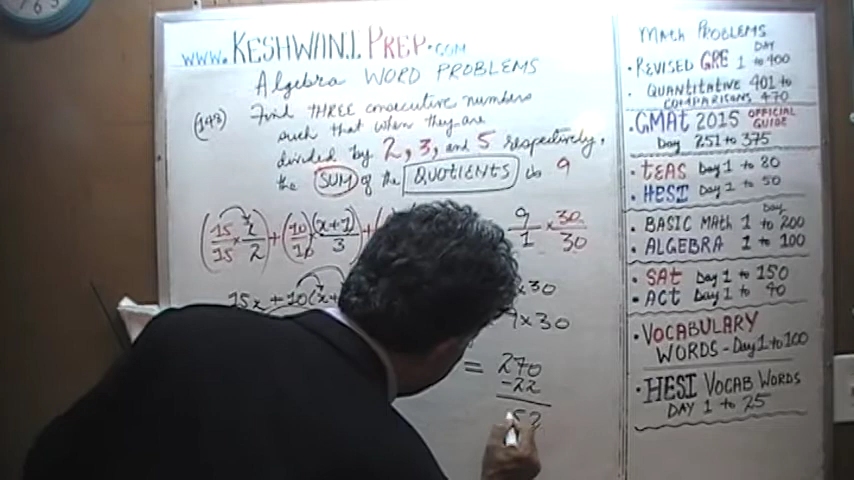 www.KESHWANI PREP.COM
Algebra WORD PROBLEMS
(148) Find THREE consecutive numbers
such that when they are
divided by 2, 3, and 5 respectively,
the SUM of the QUOTIENTS is 9
(15/15 × x/2) + (10/10 × (x+1)/3) + 9/1 × 30/30
15x + 10(x+ ×30
9×30
= 270
-22
52
MATH PROBLEMS
DAY
• REVISED GRE 1 to 400
• QUANTITATIVE 401 to
COMPARISONS 470
• GMAT 2015 OFFICIAL
GUIDE
Day 251 to 375
• TEAS Day 1 to 80
• HESI Day 1 to 50
Day
• BASIC MATH 1 to 200
• ALGEBRA 1 to 100
• SAT Day 1 to 150
• ACT Day 1 to 90
• VOCABULARY
WORDS - Day 1 to 100
• HESI VOCAB WORDS
DAY 1 to 25